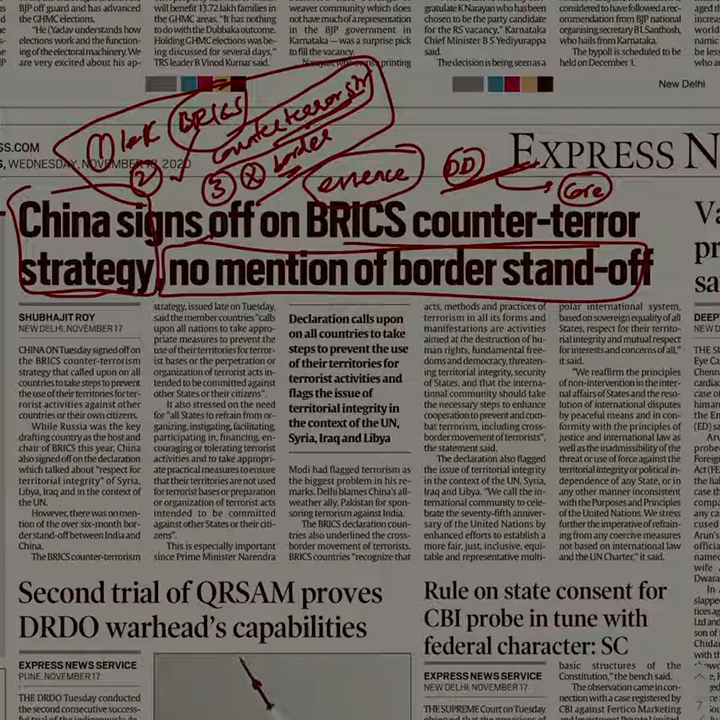 BJP off guard and has advanced
the GHMC elections.
"He (Yadav understands how
elections work and the function-
ing of the electoral machinery. We
are very excited about his ap-
will benefit 13.72 lakh families in
the GHMC areas. "It has nothing
to do with the Dubbaka outcome.
Holding GHMC elections was be-
ing discussed for several days,"
TRS leader B Vinod Kumar said.
weaver community which does
not have much of a representation
in the BJP government in
Karnataka — was a surprise pick
to fill the vacancy.
gratulate K Narayan who has been
chosen to be the party candidate
for the RS vacancy," Karnataka
Chief Minister B S Yediyurappa
said.
The decision is being seen as a
considered to have followed a rec-
ommendation from BJP national
organising secretary B L Santhosh,
who hails from Karnataka.
The bypoll is scheduled to be
held on December 1.
New Delhi
SS.COM
S, WEDNESDAY, NOVEMBER 18, 2020
EXPRESS N
① BRICS
② counterterrorism
③ ⓧ border
essence
Core
China signs off on BRICS counter-terror
strategy, no mention of border stand-off
SHUBHAJIT ROY
NEW DELHI, NOVEMBER 17
CHINA ON Tuesday signed off on
the BRICS counter-terrorism
strategy that called upon on all
countries to take steps to prevent
the use of their territories for ter-
rorist activities against other
countries or their own citizens.
While Russia was the key
drafting country as the host and
chair of BRICS this year, China
also signed off on the declaration
which talked about "respect for
territorial integrity" of Syria,
Libya, Iraq and in the context of
the UN.
However, there was no men-
tion of the over six-month bor-
der stand-off between India and
China.
The BRICS counter-terrorism
strategy, issued late on Tuesday,
said the member countries "calls
upon all nations to take appro-
priate measures to prevent the
use of their territories for terror-
ist bases or the perpetration or
organization of terrorist acts in-
tended to be committed against
other States or their citizens".
It also stressed on the need
for "all States to refrain from or-
ganizing, instigating, facilitating,
participating in, financing, en-
couraging or tolerating terrorist
activities and to take appropri-
ate practical measures to ensure
that their territories are not used
for terrorist bases or preparation
or organization of terrorist acts
intended to be committed
against other States or their citi-
zens".
This is especially important
since Prime Minister Narendra
Declaration calls upon
on all countries to take
steps to prevent the use
of their territories for
terrorist activities and
flags the issue of
territorial integrity in
the context of the UN,
Syria, Iraq and Libya
Modi had flagged terrorism as
the biggest problem in his re-
marks. Delhi blames China's all-
weather ally, Pakistan for spon-
soring terrorism against India.
The BRICS declaration coun-
tries also underlined the cross-
border movement of terrorists,
BRICS countries "recognize that
acts, methods and practices of
terrorism in all its forms and
manifestations are activities
aimed at the destruction of hu-
man rights, fundamental free-
doms and democracy, threaten-
ing territorial integrity, security
of States, and that the interna-
tional community should take
the necessary steps to enhance
cooperation to prevent and com-
bat terrorism, including cross-
border movement of terrorists",
the statement said.
The declaration also flagged
the issue of territorial integrity
in the context of the UN, Syria,
Iraq and Libya. "We call the in-
ternational community to cele-
brate the seventy-fifth anniver-
sary of the United Nations by
enhanced efforts to establish a
more fair, just, inclusive, equi-
table and representative multi-
polar international system,
based on sovereign equality of all
States, respect for their territo-
rial integrity and mutual respect
for interests and concerns of all,"
it said.
"We reaffirm the principles
of non-intervention in the inter-
nal affairs of States and the reso-
lution of international disputes
by peaceful means and in con-
formity with the principles of
justice and international law as
well as the inadmissibility of the
threat or use of force against the
territorial integrity or political in-
dependence of any State, or in
any other manner inconsistent
with the Purposes and Principles
of the United Nations. We stress
further the imperative of refrain-
ing from any coercive measures
not based on international law
and the UN Charter," it said.
Second trial of QRSAM proves
DRDO warhead's capabilities
EXPRESS NEWS SERVICE
PUNE, NOVEMBER 17
THE DRDO Tuesday conducted
the second consecutive success-
Rule on state consent for
CBI probe in tune with
federal character: SC
EXPRESS NEWS SERVICE
NEW DELHI, NOVEMBER 17
THE SUPREME Court on Tuesday
basic structures of the
Constitution," the bench said.
The observation came in con-
nection with a case registered by
CBI against Fertico Marketing